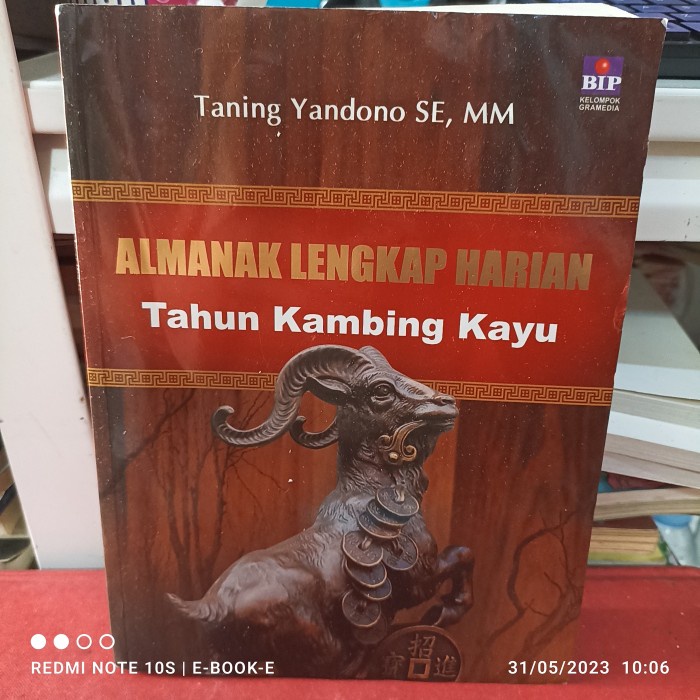 BIP
KELOMPOK
GRAMEDIA
Taning Yandono SE, MM
ALMANAK LENGKAP HARIAN
Tahun Kambing Kayu
招
進
REDMI NOTE 10S | E-BOOK-E
31/05/2023 10:06